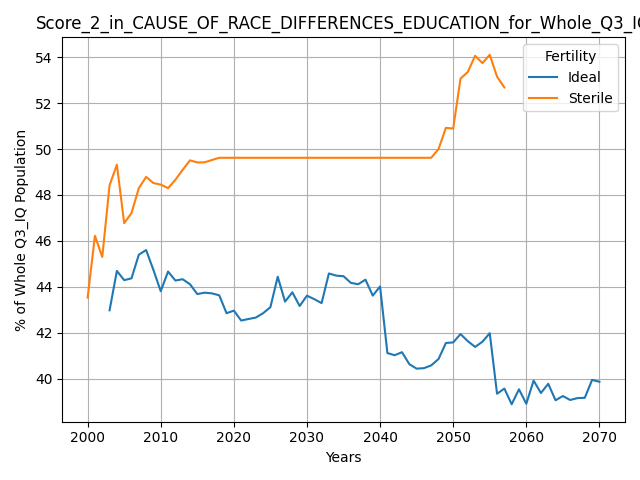 Score_2_in_CAUSE_OF_RACE_DIFFERENCES_EDUCATION_for_Whole_Q3_IQ
54
52
50
48
46
44
42
40
% of Whole Q3_IQ Population
Fertility
Ideal
Sterile
2000 2010 2020 2030 2040 2050 2060 2070
Years